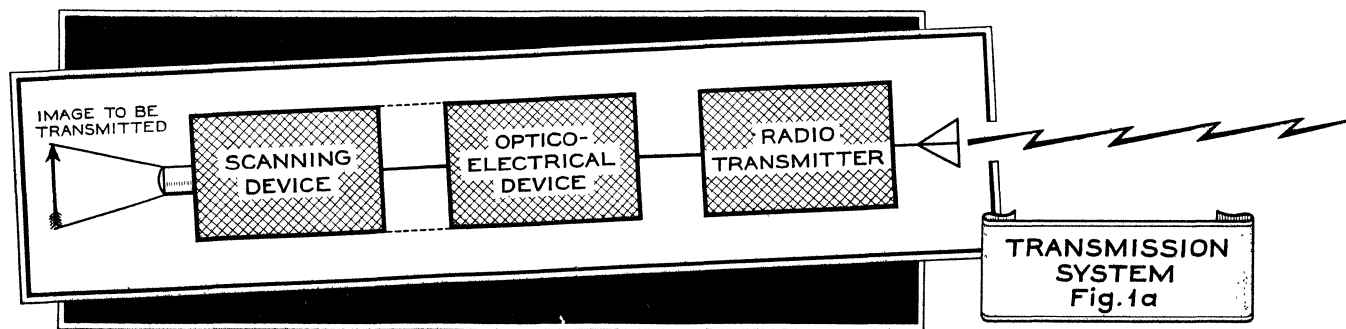 IMAGE TO BE
TRANSMITTED
SCANNING
DEVICE
OPTICO-
ELECTRICAL
DEVICE
RADIO
TRANSMITTER
TRANSMISSION
SYSTEM
Fig. 1a